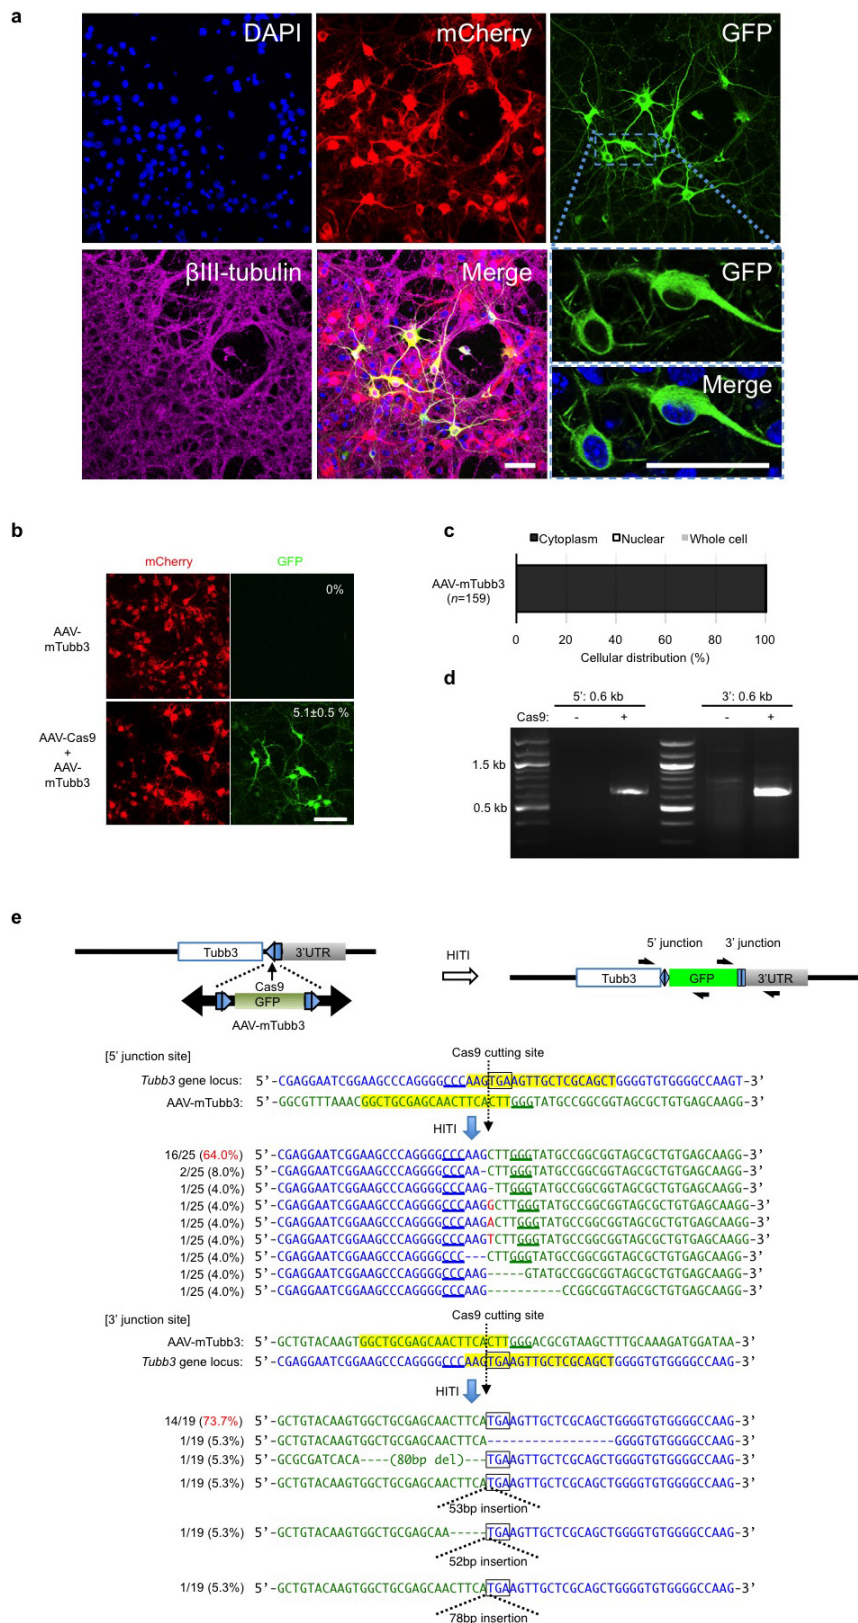 a
DAPI
mCherry
GFP
βIII-tubulin
Merge
GFP
Merge
b
mCherry
GFP
AAV-
mTubb3
0%
AAV-Cas9
+
AAV-
mTubb3
5.1±0.5 %
c
Cytoplasm Nuclear Whole cell
AAV-mTubb3
(n=159)
0 20 40 60 80 100
Cellular distribution (%)
d
5': 0.6 kb 3': 0.6 kb
Cas9: - + - +
1.5 kb
0.5 kb
e
Tubb3 3'UTR
Cas9
GFP
AAV-mTubb3
HITI
5' junction 3' junction
Tubb3 GFP 3'UTR
[5' junction site]
Cas9 cutting site
Tubb3 gene locus: 5'-CGAGGAATCGGAAGCCCAGGGGCCCAAGTGAAGTTGCTCGCAGCTGGGGTGTGGGGCCAAGT-3'
AAV-mTubb3: 5'-GGCGTTTAAACGGCTGCGAGCAACTTCACTTGGGTATGCCGGCGGTAGCGCTGTGAGCAAGG-3'
HITI
16/25 (64.0%) 5'-CGAGGAATCGGAAGCCCAGGGGCCCAAGCTTGGGTATGCCGGCGGTAGCGCTGTGAGCAAGG-3'
2/25 (8.0%) 5'-CGAGGAATCGGAAGCCCAGGGGCCCAA-CTTGGGTATGCCGGCGGTAGCGCTGTGAGCAAGG-3'
1/25 (4.0%) 5'-CGAGGAATCGGAAGCCCAGGGGCCCAAG-TTGGGTATGCCGGCGGTAGCGCTGTGAGCAAGG-3'
1/25 (4.0%) 5'-CGAGGAATCGGAAGCCCAGGGGCCCAAGGCTTGGGTATGCCGGCGGTAGCGCTGTGAGCAAGG-3'
1/25 (4.0%) 5'-CGAGGAATCGGAAGCCCAGGGGCCCAAGACTTGGGTATGCCGGCGGTAGCGCTGTGAGCAAGG-3'
1/25 (4.0%) 5'-CGAGGAATCGGAAGCCCAGGGGCCCAAGTCTTGGGTATGCCGGCGGTAGCGCTGTGAGCAAGG-3'
1/25 (4.0%) 5'-CGAGGAATCGGAAGCCCAGGGGCCC---CTTGGGTATGCCGGCGGTAGCGCTGTGAGCAAGG-3'
1/25 (4.0%) 5'-CGAGGAATCGGAAGCCCAGGGGCCCAAG-----GTATGCCGGCGGTAGCGCTGTGAGCAAGG-3'
1/25 (4.0%) 5'-CGAGGAATCGGAAGCCCAGGGGCCCAAG----------CCGGCGGTAGCGCTGTGAGCAAGG-3'
[3' junction site]
Cas9 cutting site
AAV-mTubb3: 5'-GCTGTACAAGTGGCTGCGAGCAACTTCACTTGGGACGCGTAAGCTTTGCAAAGATGGATAA-3'
Tubb3 gene locus: 5'-CGAGGAATCGGAAGCCCAGGGGCCCAAGTGAAGTTGCTCGCAGCTGGGGTGTGGGGCCAAG-3'
HITI
14/19 (73.7%) 5'-GCTGTACAAGTGGCTGCGAGCAACTTCATGAAGTTGCTCGCAGCTGGGGTGTGGGGCCAAG-3'
1/19 (5.3%) 5'-GCTGTACAAGTGGCTGCGAGCAACTTCA-----------------GGGGTGTGGGGCCAAG-3'
1/19 (5.3%) 5'-GCGCGATCACA----(80bp del)---TGAAGTTGCTCGCAGCTGGGGTGTGGGGCCAAG-3'
1/19 (5.3%) 5'-GCTGTACAAGTGGCTGCGAGCAACTTCATGAAGTTGCTCGCAGCTGGGGTGTGGGGCCAAG-3'
53bp insertion
1/19 (5.3%) 5'-GCTGTACAAGTGGCTGCGAGCAA-----TGAAGTTGCTCGCAGCTGGGGTGTGGGGCCAAG-3'
52bp insertion
1/19 (5.3%) 5'-GCTGTACAAGTGGCTGCGAGCAACTTCATGAAGTTGCTCGCAGCTGGGGTGTGGGGCCAAG-3'
78bp insertion